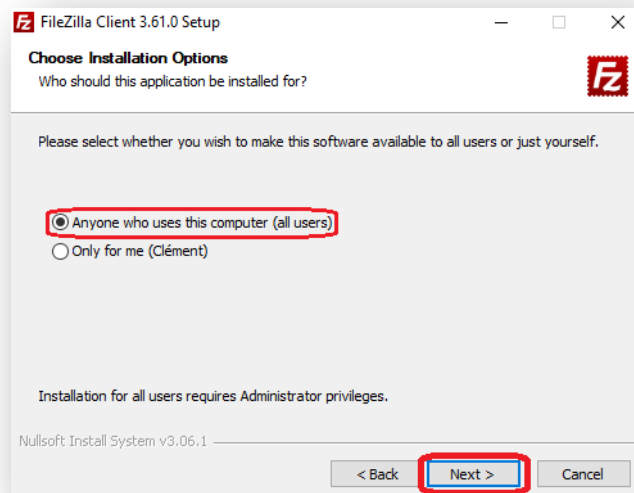 Fz FileZilla Client 3.61.0 Setup
Choose Installation Options
Who should this application be installed for?
Fz
Please select whether you wish to make this software available to all users or just yourself.
Anyone who uses this computer (all users)
Only for me (Clément)
Installation for all users requires Administrator privileges.
Nullsoft Install System v3.06.1
< Back Next > Cancel